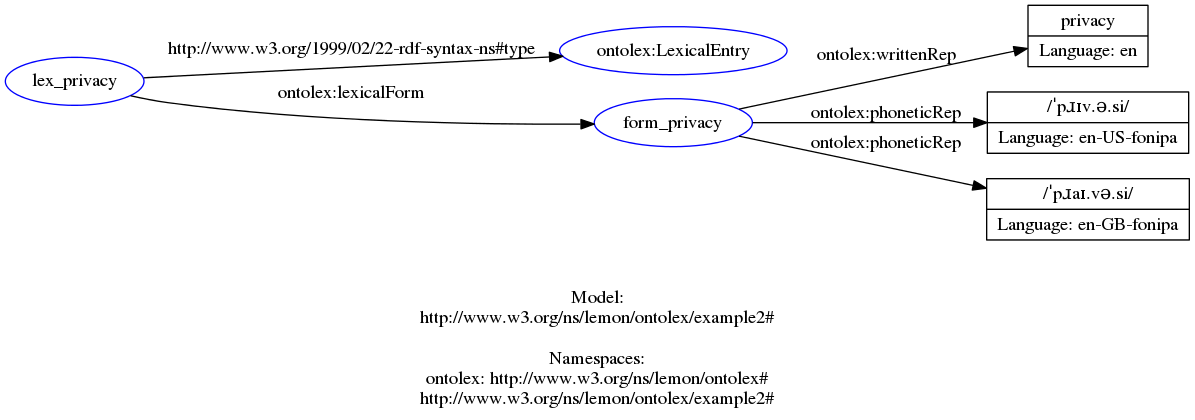 privacy
http://www.w3.org/1999/02/22-rdf-syntax-ns#type
ontolex:LexicalEntry
ontolex:writtenRep
Language: en
lex_privacy
ontolex:lexicalForm
form_privacy
ontolex:phoneticRep
/ˈpɹɪv.ə.si/
Language: en-US-fonipa
ontolex:phoneticRep
/ˈpɹaɪ.və.si/
Language: en-GB-fonipa
Model:
http://www.w3.org/ns/lemon/ontolex/example2#
Namespaces:
ontolex: http://www.w3.org/ns/lemon/ontolex#
http://www.w3.org/ns/lemon/ontolex/example2#